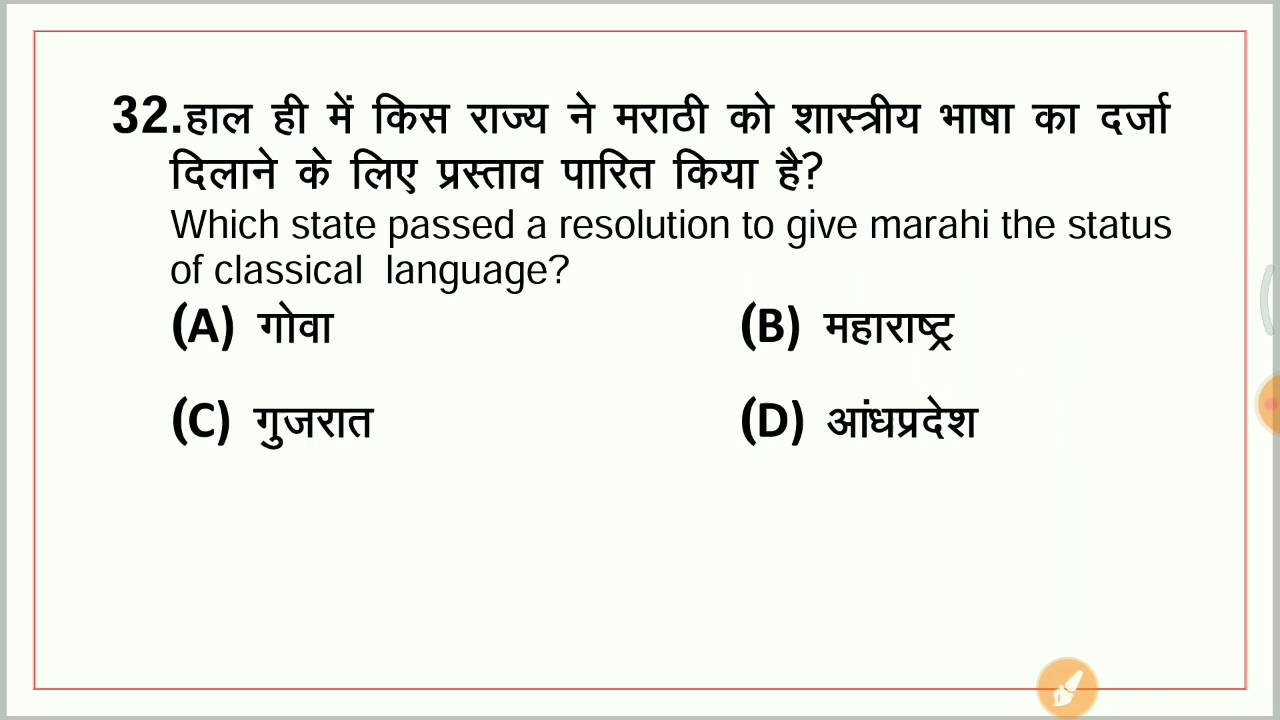 32.हाल ही में किस राज्य ने मराठी को शास्त्रीय भाषा का दर्जा
दिलाने के लिए प्रस्ताव पारित किया है?
Which state passed a resolution to give marahi the status
of classical language?
(A) गोवा (B) महाराष्ट्र
(C) गुजरात (D) आंधप्रदेश